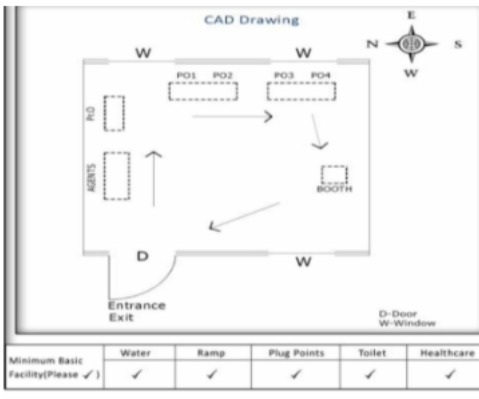 CAD Drawing
E
N S
W
W W
PO1 PO2 PO3 PO4
PrO
AGENTS
BOOTH
D W
Entrance
Exit
D-Door
W-Window
Minimum Basic Facility(Please ✓) Water Ramp Plug Points Toilet Healthcare
✓ ✓ ✓ ✓ ✓